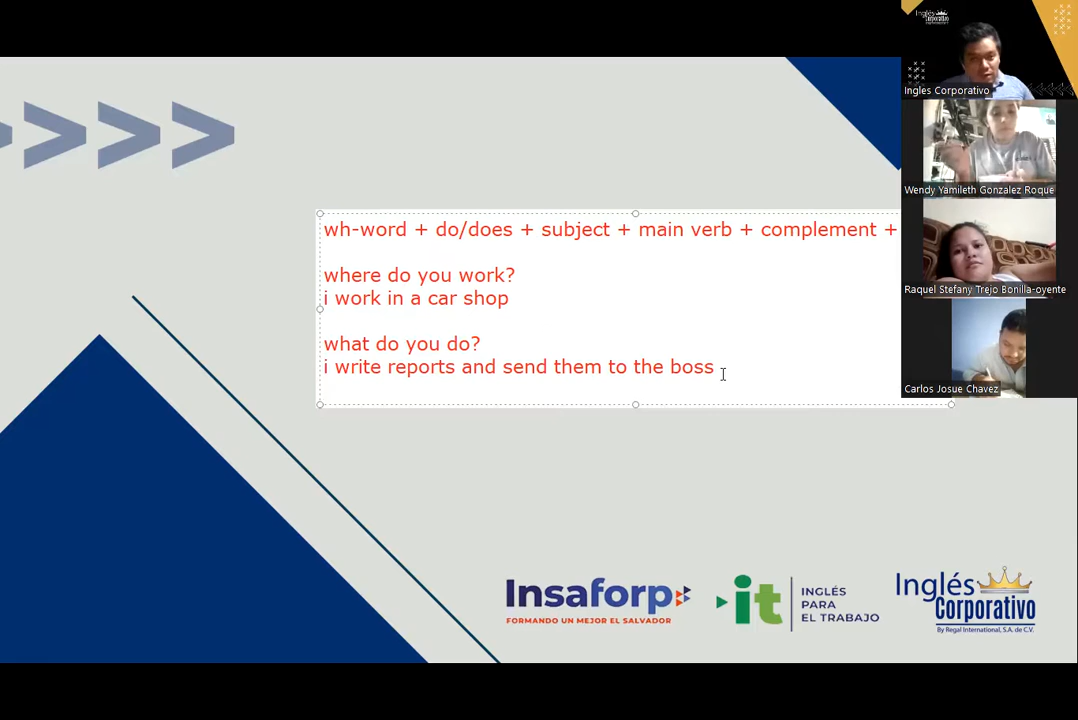 Inglés
Corporativo
Ingles Corporativo
Wendy Yamileth Gonzalez Roque
Raquel Stefany Trejo Bonilla-oyente
Carlos Josue Chavez
wh-word + do/does + subject + main verb + complement +
where do you work?
i work in a car shop
what do you do?
i write reports and send them to the boss
Insaforp
FORMANDO UN MEJOR EL SALVADOR
it
INGLÉS
PARA
EL TRABAJO
Inglés
Corporativo
By Regal International, S.A. de C.V.